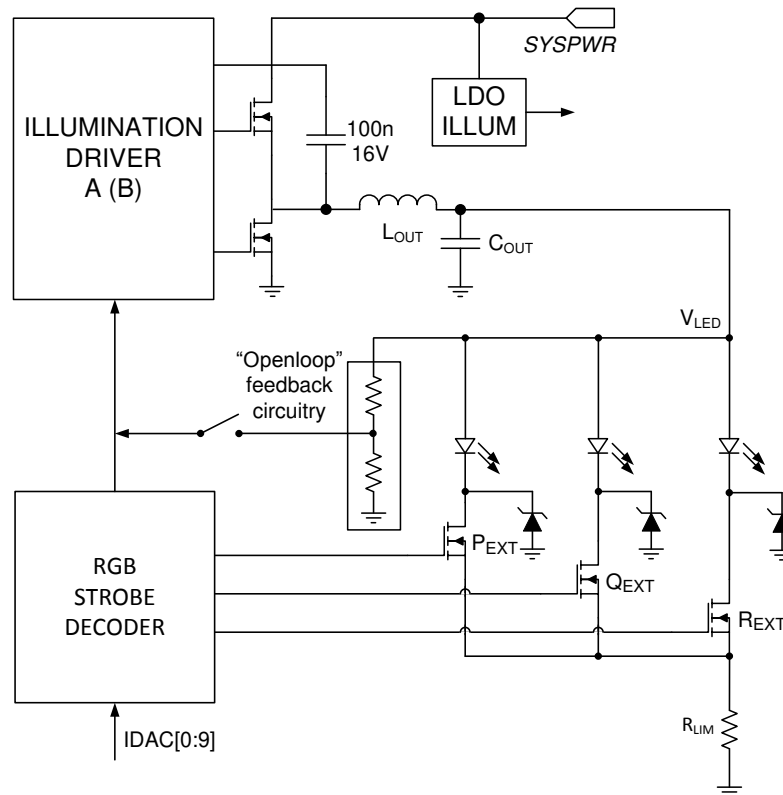 SYSPWR
ILLUMINATION
DRIVER
A (B)
LDO
ILLUM
100n
16V
LOUT
COUT
VLED
“Openloop”
feedback
circuitry
PEXT
QEXT
REXT
RGB
STROBE
DECODER
RLIM
IDAC[0:9]